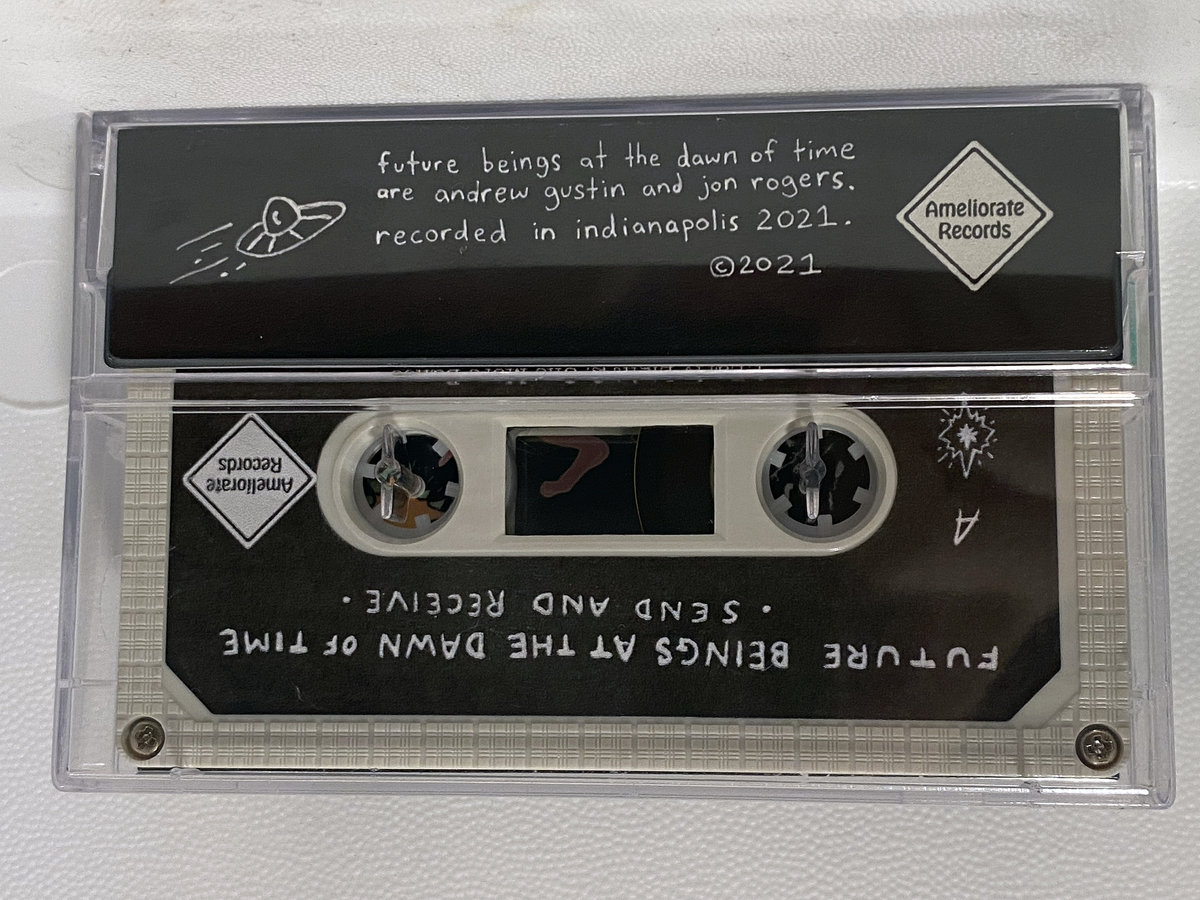 future beings at the dawn of time
are andrew gustin and jon rogers.
recorded in indianapolis 2021.
©2021
Ameliorate
Records
Ameliorate
Records
A
FUTURE BEINGS AT THE DAWN OF TIME
• SEND AND RECEIVE •